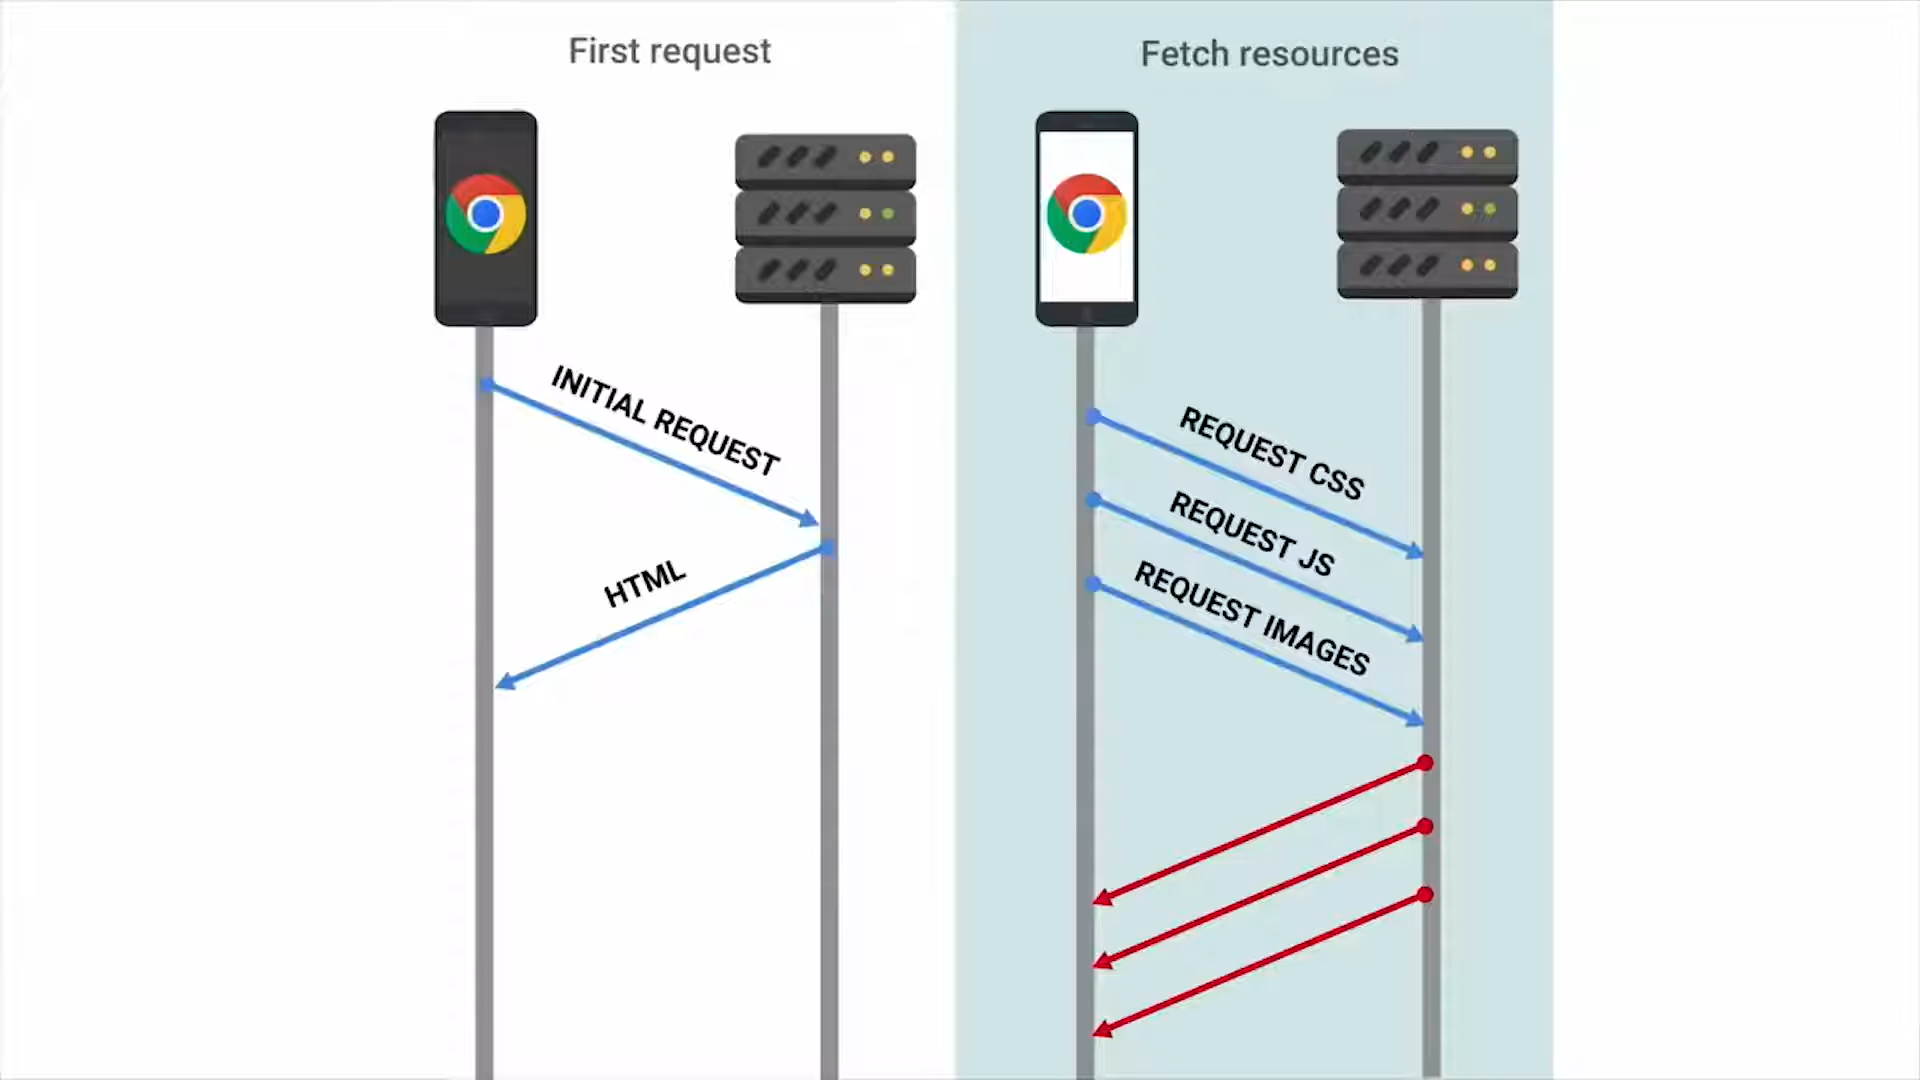 First request
Fetch resources
INITIAL REQUEST
HTML
REQUEST CSS
REQUEST JS
REQUEST IMAGES